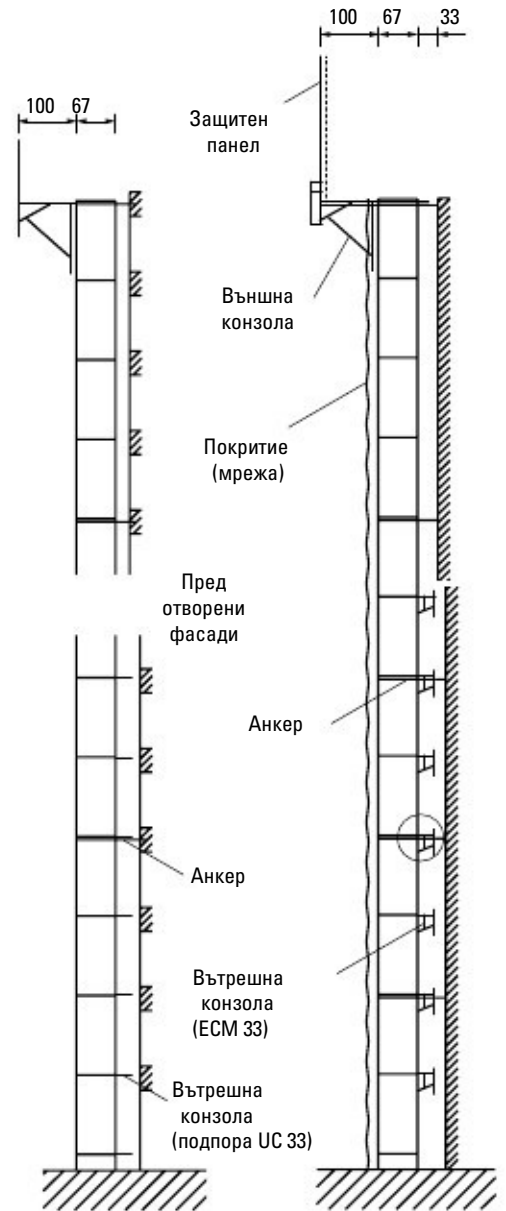 100 67 33
100 67
Защитен
панел
Външна
конзола
Покритие
(мрежа)
Пред
отворени
фасади
Анкер
Анкер
Вътрешна
конзола
(ECM 33)
Вътрешна
конзола
(подпора UC 33)